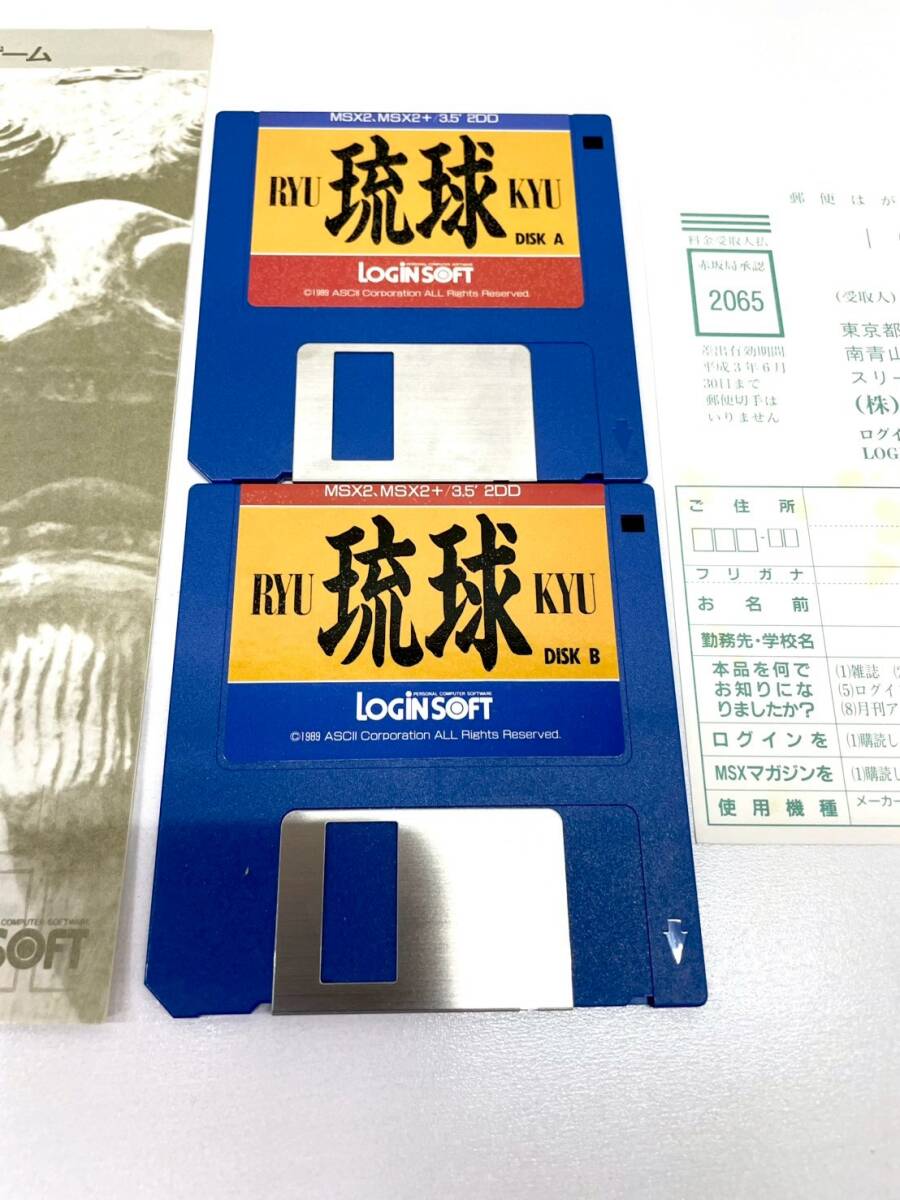 ゲーム
COMPUTER SOFTWARE
SOFT
MSX2、MSX2+/3.5' 2DD
RYU 琉球 KYU
DISK A
PERSONAL COMPUTER SOFTWARE
LOGiN SOFT
©1989 ASCII Corporation ALL Rights Reserved.
MSX2、MSX2+/3.5' 2DD
RYU 琉球 KYU
DISK B
PERSONAL COMPUTER SOFTWARE
LOGiN SOFT
©1989 ASCII Corporation ALL Rights Reserved.
郵便はが
料金受取人払
赤坂局承認
2065
差出有効期間
平成3年6月
30日まで
郵便切手は
いりません
(受取人)
東京都
南青山
スリー
(株)
ログイ
LOG
ご住所
フリガナ
お名前
勤務先・学校名
本品を何で
お知りにな
りましたか?
(1)雑誌
(5)ログイ
(8)月刊ア
ログインを
(1)購読し
MSXマガジンを
(1)購読し
使用機種
メーカー